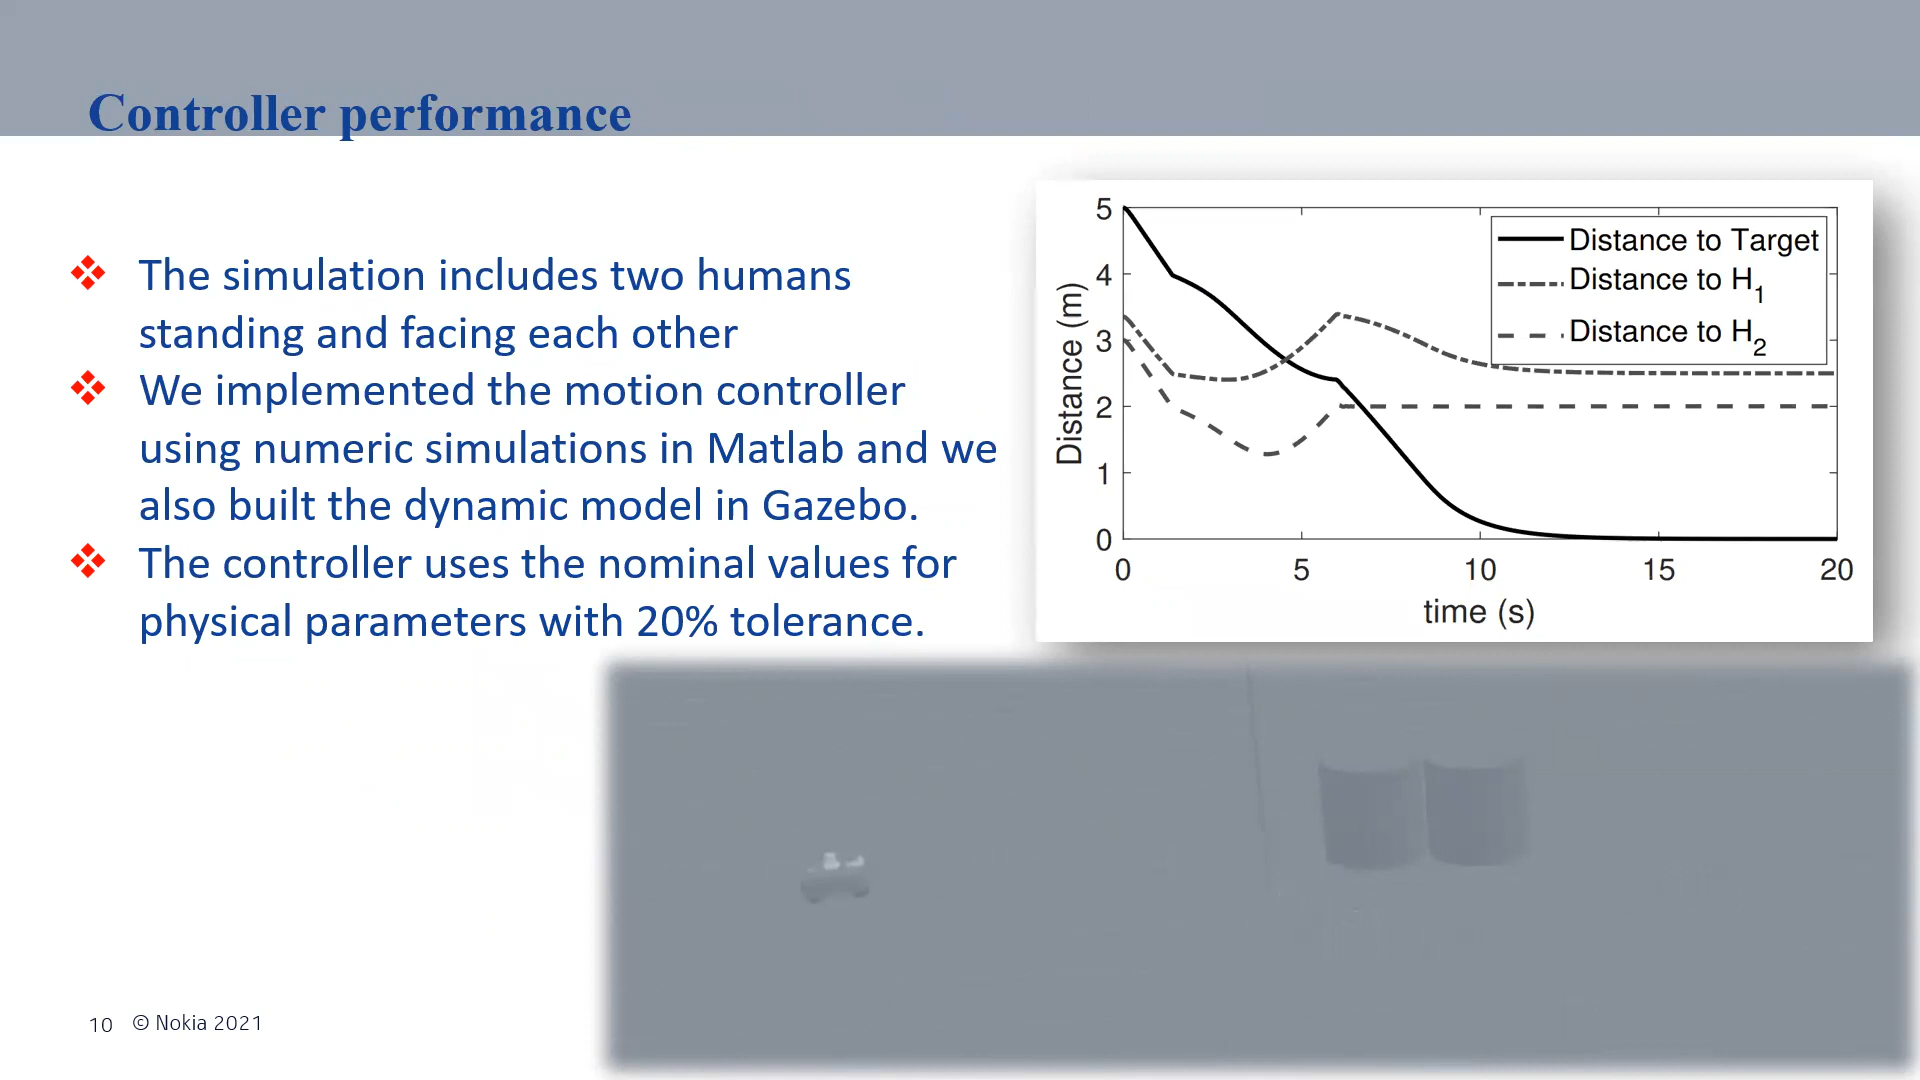 Controller performance
❖ The simulation includes two humans
standing and facing each other
❖ We implemented the motion controller
using numeric simulations in Matlab and we
also built the dynamic model in Gazebo.
❖ The controller uses the nominal values for
physical parameters with 20% tolerance.
5
4
3
2
1
0
Distance (m)
0 5 10 15 20
time (s)
Distance to Target
Distance to H1
Distance to H2
10 © Nokia 2021